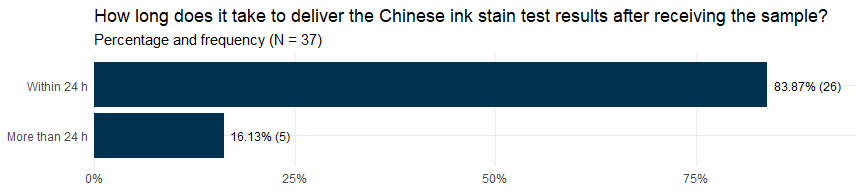 How long does it take to deliver the Chinese ink stain test results after receiving the sample?
Percentage and frequency (N = 37)
Within 24 h 83.87% (26)
More than 24 h 16.13% (5)
0% 25% 50% 75%